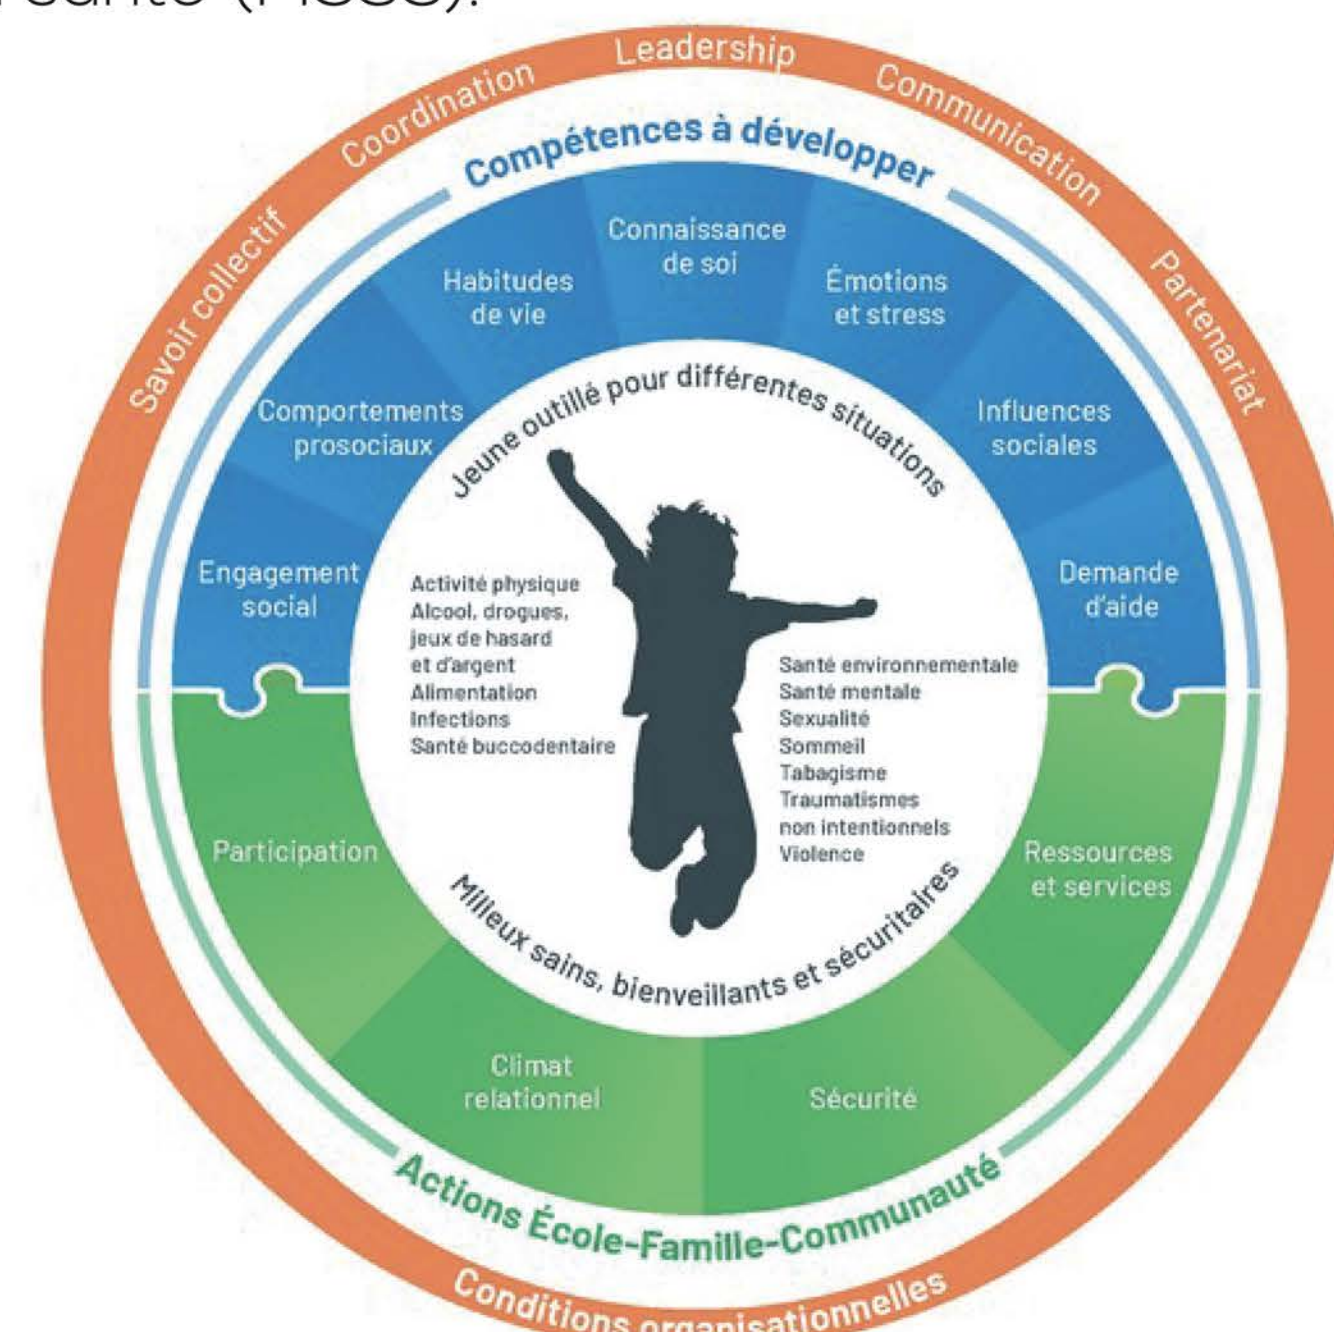 santé
Savoir collectif
Coordination
Leadership
Communication
Partenariat
Compétences à développer
Engagement
social
Comportements
prosociaux
Habitudes
de vie
Connaissance
de soi
Émotions
et stress
Influences
sociales
Demande
d'aide
Jeune outillé pour différentes situations
Activité physique
Alcool, drogues,
jeux de hasard
et d'argent
Alimentation
Infections
Santé buccodentaire
Santé environnementale
Santé mentale
Sexualité
Sommeil
Tabagisme
Traumatismes
non intentionnels
Violence
Milieux sains, bienveillants et sécuritaires
Participation
Climat
relationnel
Sécurité
Ressources
et services
Actions École-Famille-Communauté
Conditions organisationnelles